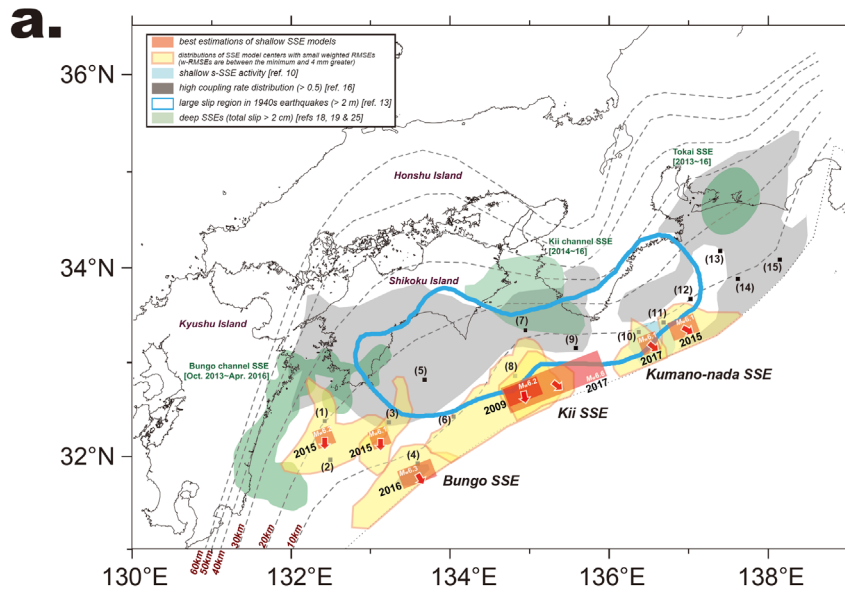 a.
best estimations of shallow SSE models
distributions of SSE model centers with small weighted RMSEs
(w-RMSEs are between the minimum and 4 mm greater)
shallow s-SSE activity [ref. 10]
high coupling rate distribution (> 0.5) [ref. 16]
large slip region in 1940s earthquakes (> 2 m) [ref. 13]
deep SSEs (total slip > 2 cm) [refs 18, 19 & 25]
36°N
34°N
32°N
130°E
132°E
134°E
136°E
138°E
Honshu Island
Tokai SSE
[2013~16]
Kii channel SSE
[2014~16]
Shikoku Island
Kyushu Island
Bungo channel SSE
[Oct. 2013~Apr. 2016]
(1)
(2)
(3)
(4)
(5)
(6)
(7)
(8)
(9)
(10)
(11)
(12)
(13)
(14)
(15)
2015
2015
2016
2009
2017
2017
2015
Mw6.3
Mw6.2
Mw6.6
Bungo SSE
Kii SSE
Kumano-nada SSE
60km
50km
40km
30km
20km
10km